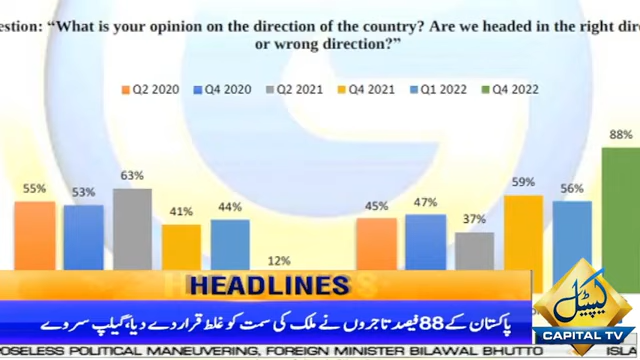 estion: “What is your opinion on the direction of the country? Are we headed in the right dire
or wrong direction?”
Q2 2020 Q4 2020 Q2 2021 Q4 2021 Q1 2022 Q4 2022
55% 53% 63% 41% 44% 12% 45% 47% 37% 59% 56% 88%
HEADLINES
پاکستان کے 88 فیصد تاجروں نے ملک کی سمت کو غلط قرار دے دیا، گیلپ سروے
کیپیٹل
CAPITAL TV
POSELESS POLITICAL MANEUVERING, FOREIGN MINISTER BILAWAL BHUTTO
ISL